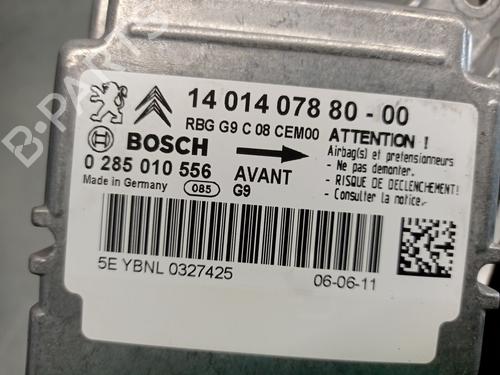 14 014 078 80 - 00
RBG G9 C 08 CEM00
ATTENTION !
BOSCH
Airbag(s) et pretensionneurs
- Ne pas demonter.
0 285 010 556
AVANT
- RISQUE DE DECLENCHEMENT!
Made in Germany
085
G9
- Consulter la notice.
5E YBNL 0327425
06-06-11
B-PARTS